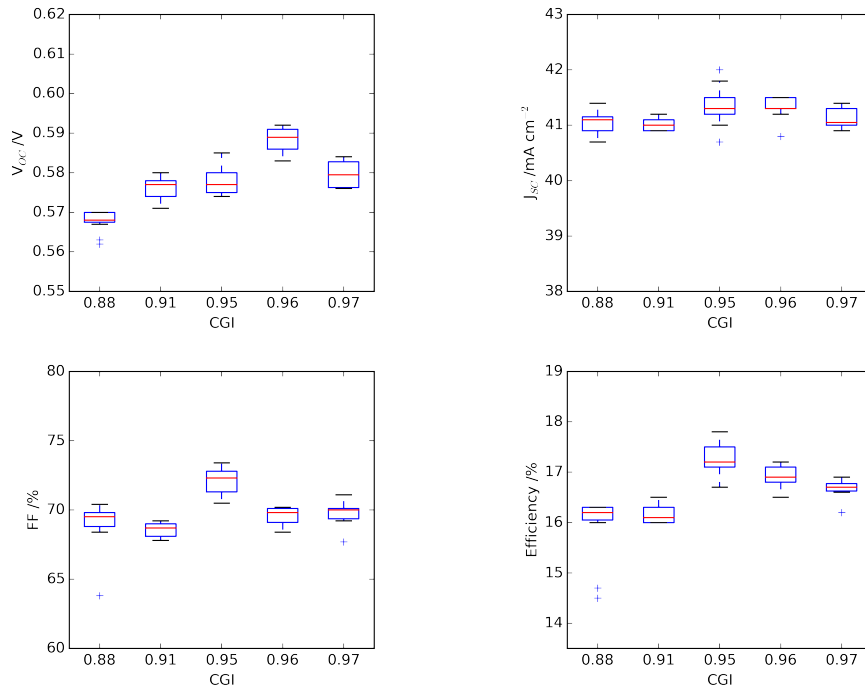 0.62
0.61
0.60
0.59
0.58
0.57
0.56
0.55
V_OC /V
0.88 0.91 0.95 0.96 0.97
CGI
43
42
41
40
39
38
J_SC /mA cm⁻²
0.88 0.91 0.95 0.96 0.97
CGI
80
75
70
65
60
FF /%
0.88 0.91 0.95 0.96 0.97
CGI
19
18
17
16
15
14
Efficiency /%
0.88 0.91 0.95 0.96 0.97
CGI